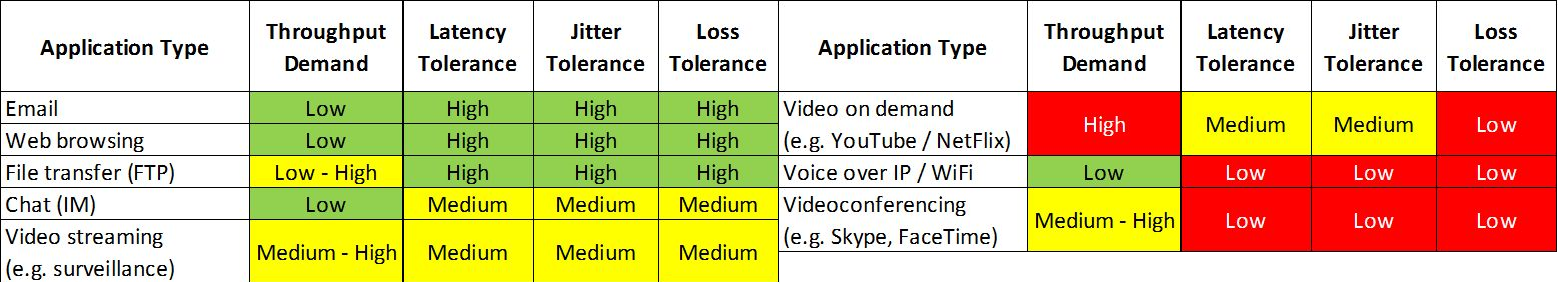 Application Type Throughput Demand Latency Tolerance Jitter Tolerance Loss Tolerance
Email Low High High High
Web browsing Low High High High
File transfer (FTP) Low - High High High High
Chat (IM) Low Medium Medium Medium
Video streaming
(e.g. surveillance) Medium - High Medium Medium Medium
Application Type Throughput Demand Latency Tolerance Jitter Tolerance Loss Tolerance
Video on demand
(e.g. YouTube / NetFlix) High Medium Medium Low
Voice over IP / WiFi Low Low Low Low
Videoconferencing
(e.g. Skype, FaceTime) Medium - High Low Low Low